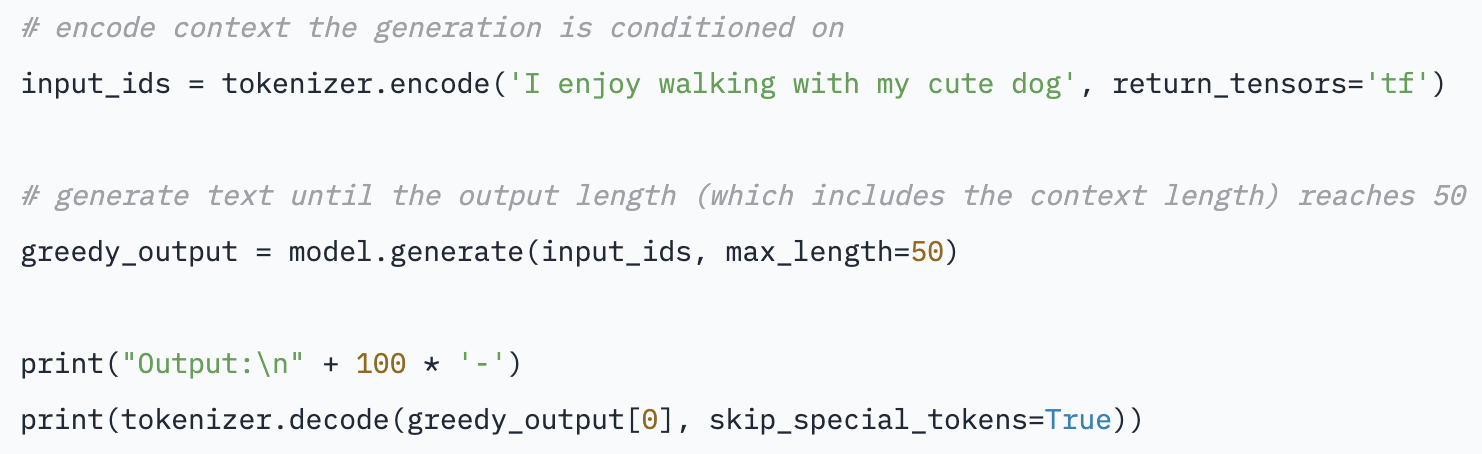 # encode context the generation is conditioned on
input_ids = tokenizer.encode('I enjoy walking with my cute dog', return_tensors='tf')
# generate text until the output length (which includes the context length) reaches 50
greedy_output = model.generate(input_ids, max_length=50)
print("Output:\n" + 100 * '-')
print(tokenizer.decode(greedy_output[0], skip_special_tokens=True))